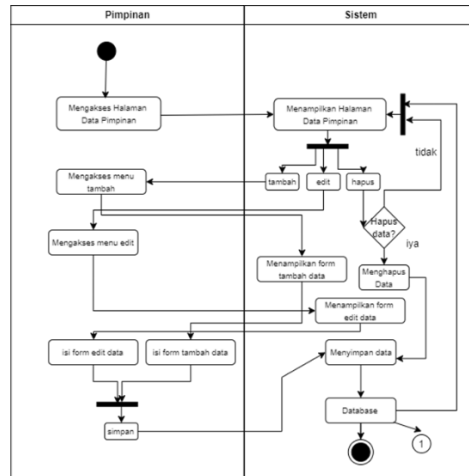 Pimpinan
Sistem
Mengakses Halaman
Data Pimpinan
Menampilkan Halaman
Data Pimpinan
tidak
Mengakses menu
tambah
tambah
edit
hapus
Hapus
data?
iya
Mengakses menu edit
Menampilkan form
tambah data
Menghapus
Data
Menampilkan form
edit data
isi form edit data
isi form tambah data
Menyimpan data
simpan
Database
1